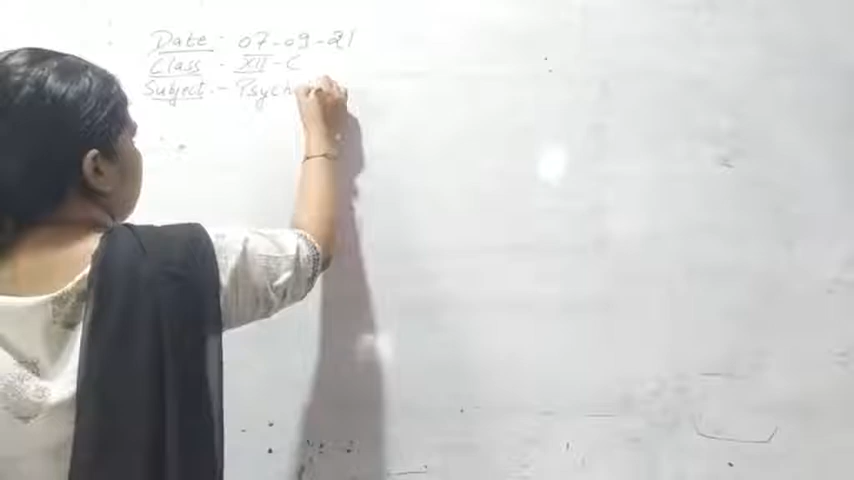 Date - 07-09-21
Class - XII - C
Subject - Psych